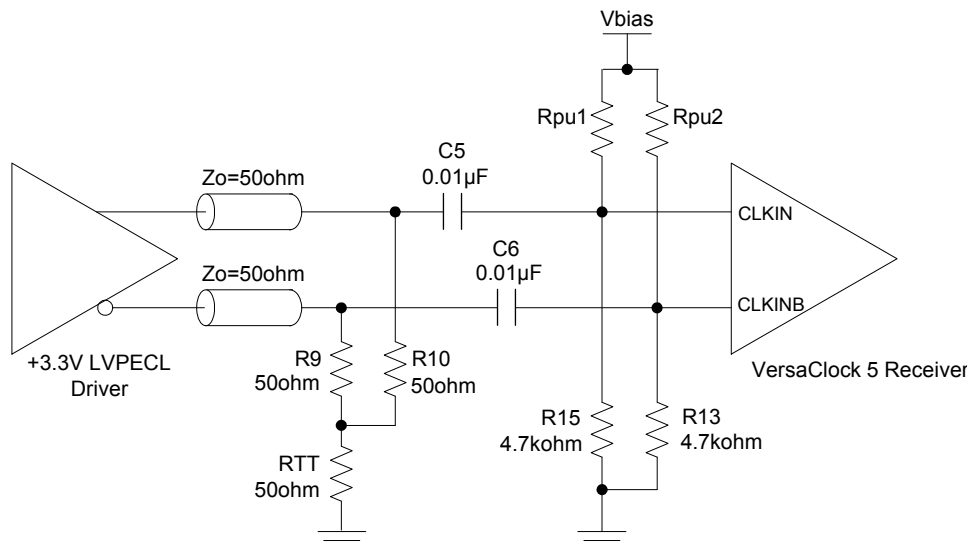 Vbias
Rpu1
Rpu2
C5
0.01µF
Zo=50ohm
CLKIN
C6
0.01µF
Zo=50ohm
CLKINB
+3.3V LVPECL
Driver
R9
50ohm
R10
50ohm
VersaClock 5 Receiver
R15
4.7kohm
R13
4.7kohm
RTT
50ohm